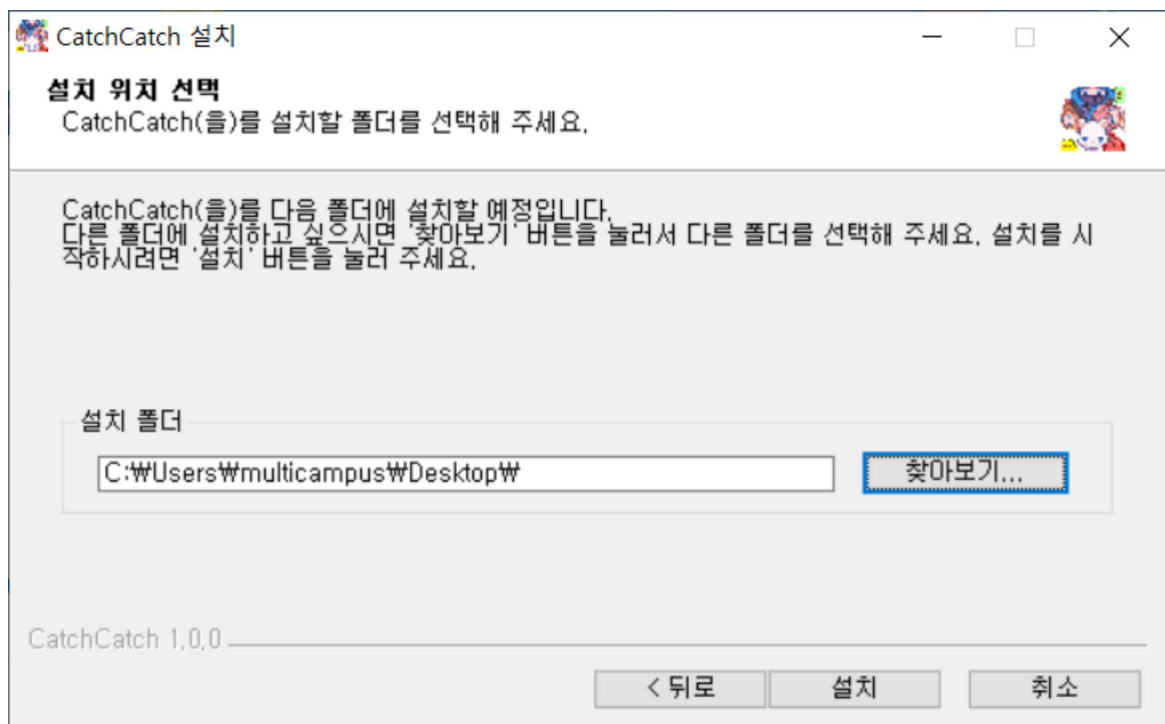 CatchCatch 설치
설치 위치 선택
CatchCatch(을)를 설치할 폴더를 선택해 주세요.
CatchCatch(을)를 다음 폴더에 설치할 예정입니다.
다른 폴더에 설치하고 싶으시면 '찾아보기' 버튼을 눌러서 다른 폴더를 선택해 주세요. 설치를 시
작하시려면 '설치' 버튼을 눌러 주세요.
설치 폴더
C:₩Users₩multicampus₩Desktop₩
찾아보기...
CatchCatch 1.0.0
< 뒤로
설치
취소